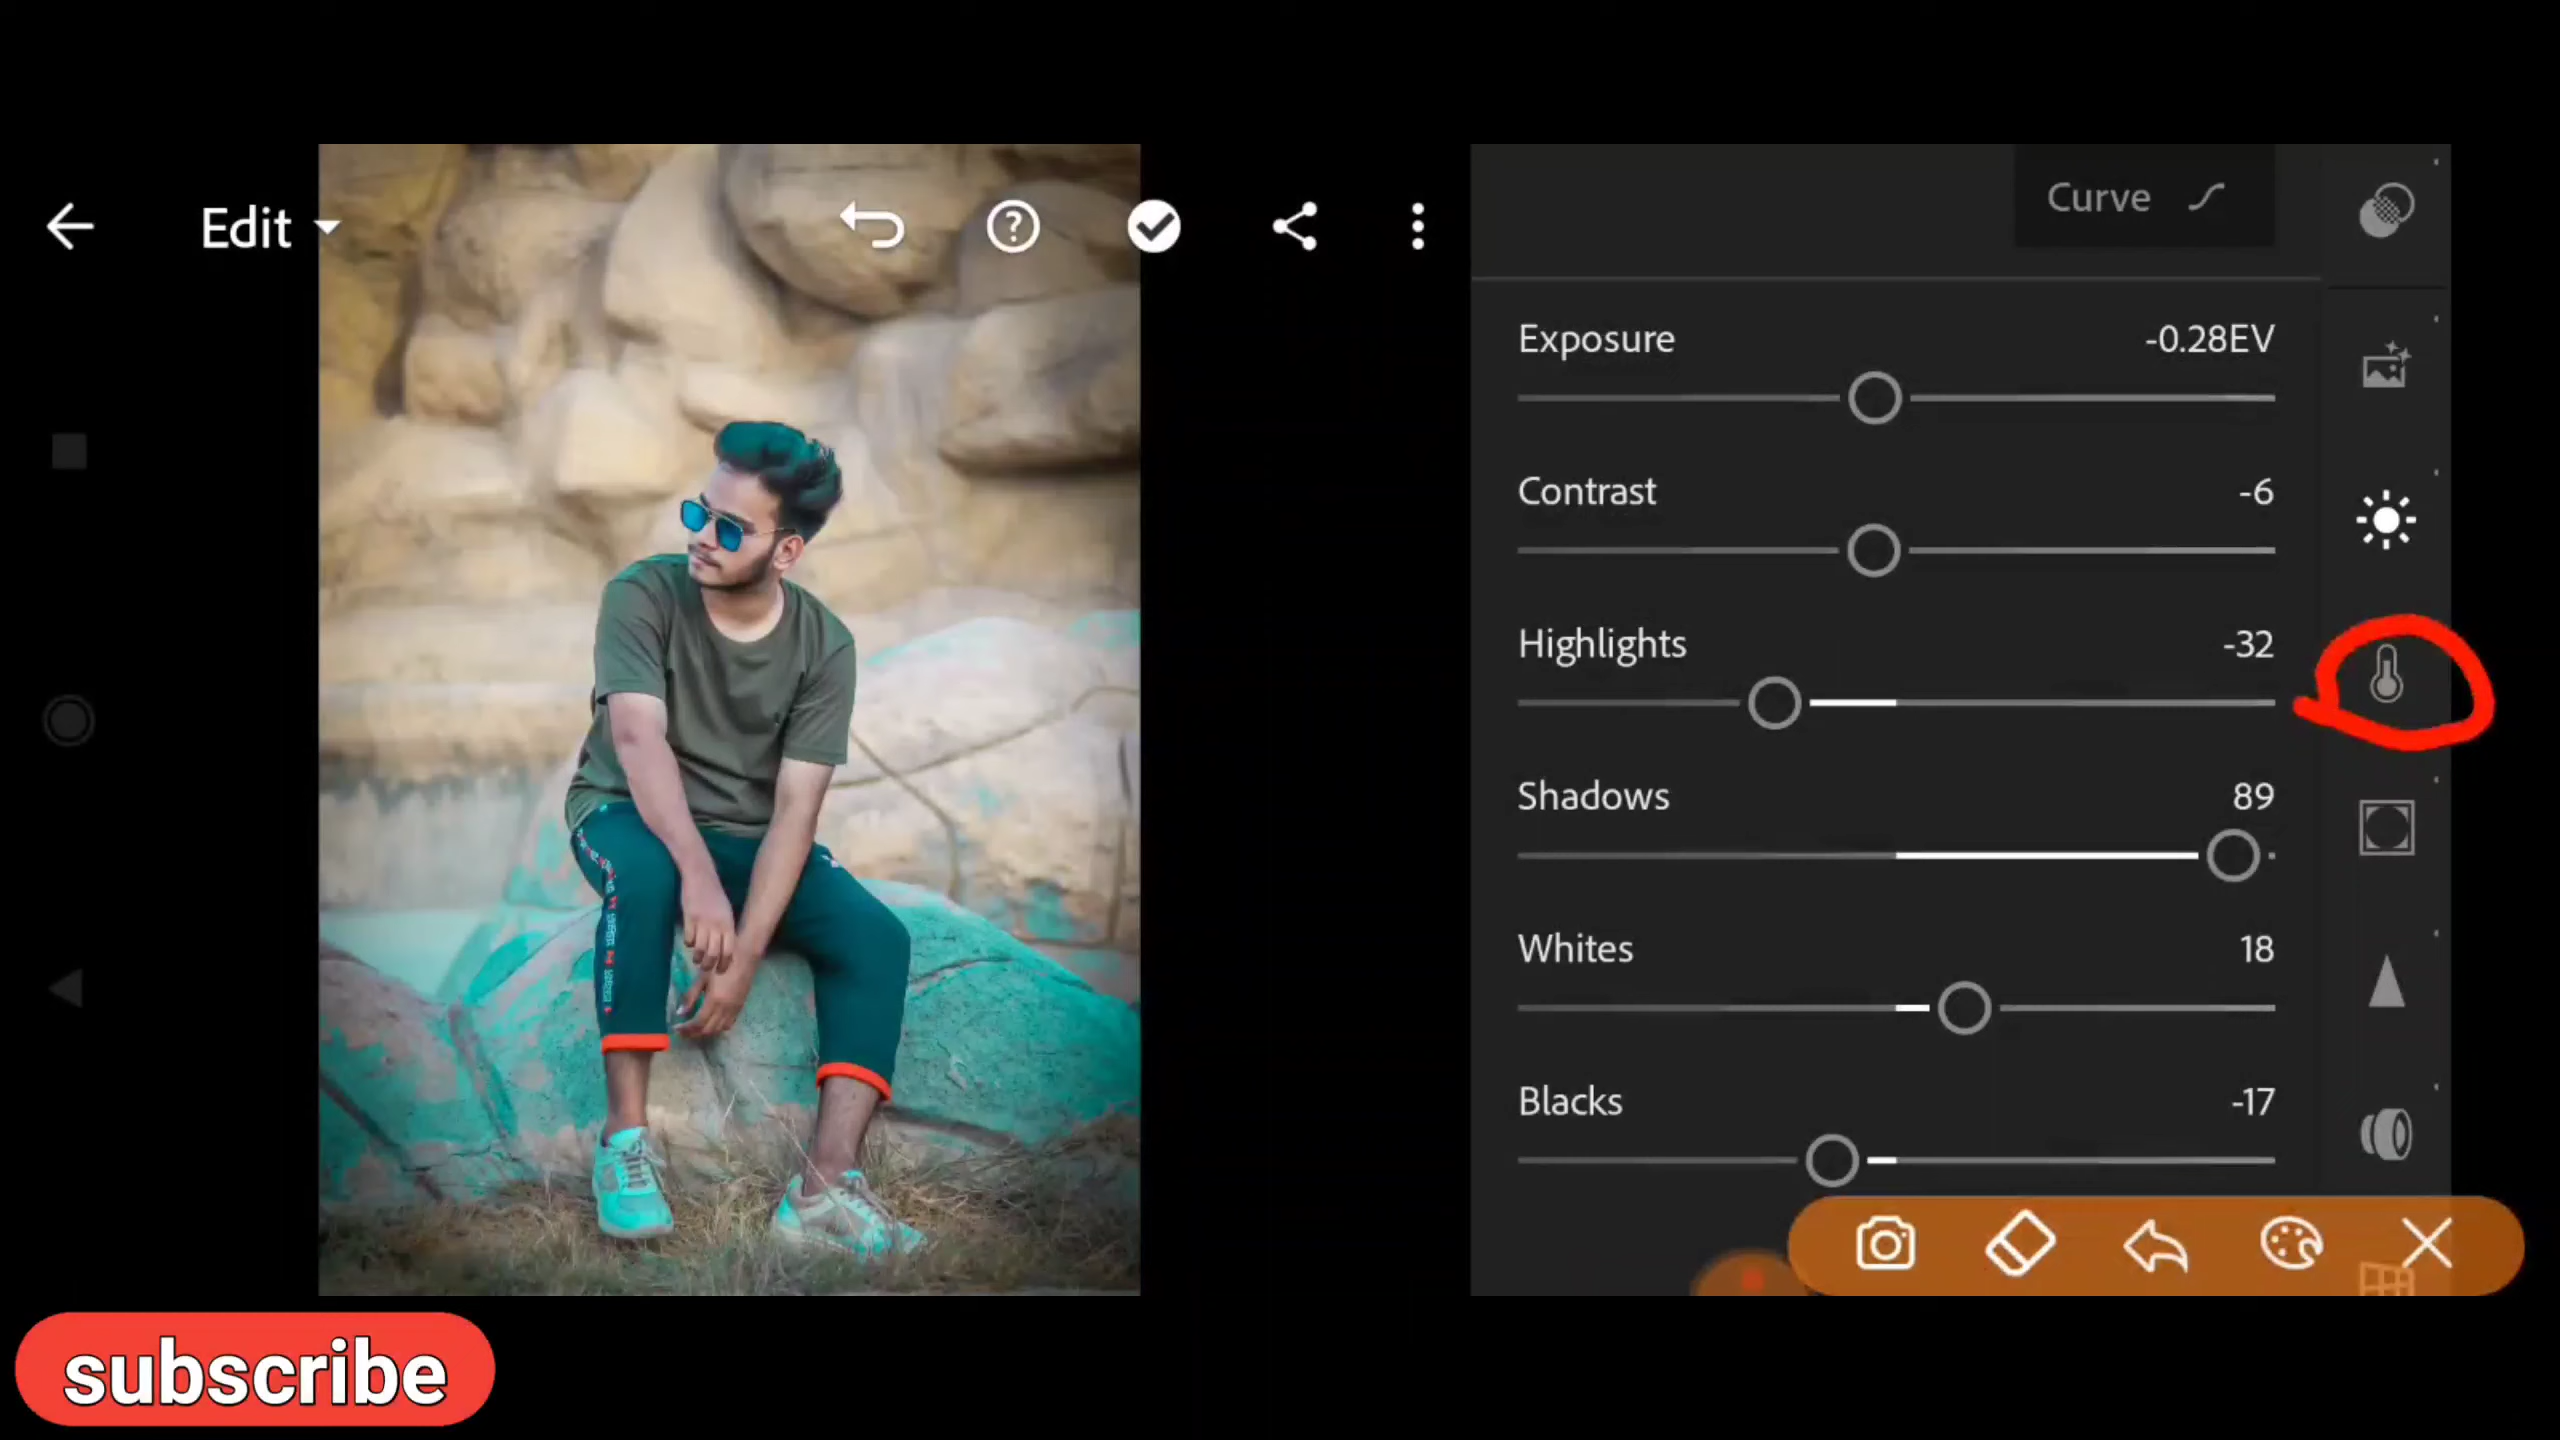 Edit
Curve
Exposure -0.28EV
Contrast -6
Highlights -32
Shadows 89
Whites 18
Blacks -17
subscribe